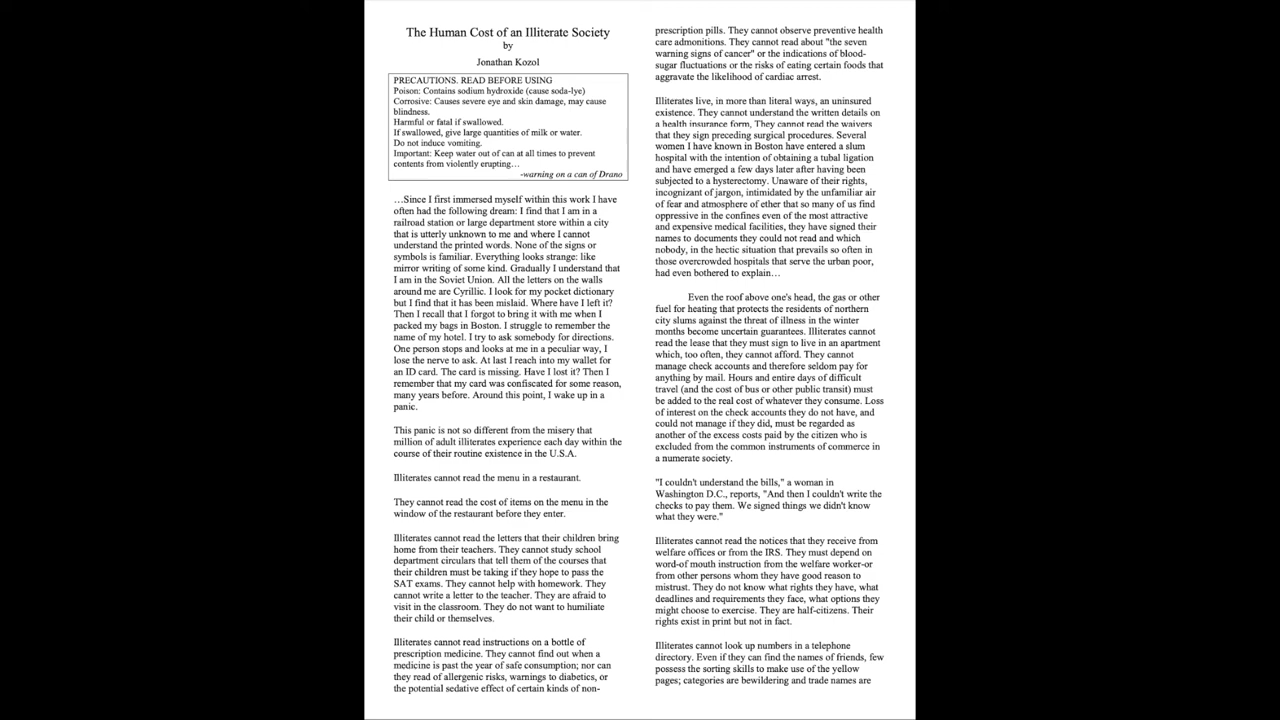 The Human Cost of an Illiterate Society
by
Jonathan Kozol
PRECAUTIONS. READ BEFORE USING
Poison: Contains sodium hydroxide (cause soda-lye)
Corrosive: Causes severe eye and skin damage, may cause
blindness.
Harmful or fatal if swallowed.
If swallowed, give large quantities of milk or water.
Do not induce vomiting.
Important: Keep water out of can at all times to prevent
contents from violently erupting…
-warning on a can of Drano
…Since I first immersed myself within this work I have
often had the following dream: I find that I am in a
railroad station or large department store within a city
that is utterly unknown to me and where I cannot
understand the printed words. None of the signs or
symbols is familiar. Everything looks strange: like
mirror writing of some kind. Gradually I understand that
I am in the Soviet Union. All the letters on the walls
around me are Cyrillic. I look for my pocket dictionary
but I find that it has been mislaid. Where have I left it?
Then I recall that I forgot to bring it with me when I
packed my bags in Boston. I struggle to remember the
name of my hotel. I try to ask somebody for directions.
One person stops and looks at me in a peculiar way, I
lose the nerve to ask. At last I reach into my wallet for
an ID card. The card is missing. Have I lost it? Then I
remember that my card was confiscated for some reason,
many years before. Around this point, I wake up in a
panic.
This panic is not so different from the misery that
million of adult illiterates experience each day within the
course of their routine existence in the U.S.A.
Illiterates cannot read the menu in a restaurant.
They cannot read the cost of items on the menu in the
window of the restaurant before they enter.
Illiterates cannot read the letters that their children bring
home from their teachers. They cannot study school
department circulars that tell them of the courses that
their children must be taking if they hope to pass the
SAT exams. They cannot help with homework. They
cannot write a letter to the teacher. They are afraid to
visit in the classroom. They do not want to humiliate
their child or themselves.
Illiterates cannot read instructions on a bottle of
prescription medicine. They cannot find out when a
medicine is past the year of safe consumption; nor can
they read of allergenic risks, warnings to diabetics, or
the potential sedative effect of certain kinds of non-
prescription pills. They cannot observe preventive health
care admonitions. They cannot read about "the seven
warning signs of cancer" or the indications of blood-
sugar fluctuations or the risks of eating certain foods that
aggravate the likelihood of cardiac arrest.
Illiterates live, in more than literal ways, an uninsured
existence. They cannot understand the written details on
a health insurance form, They cannot read the waivers
that they sign preceding surgical procedures. Several
women I have known in Boston have entered a slum
hospital with the intention of obtaining a tubal ligation
and have emerged a few days later after having been
subjected to a hysterectomy. Unaware of their rights,
incognizant of jargon, intimidated by the unfamiliar air
of fear and atmosphere of ether that so many of us find
oppressive in the confines even of the most attractive
and expensive medical facilities, they have signed their
names to documents they could not read and which
nobody, in the hectic situation that prevails so often in
those overcrowded hospitals that serve the urban poor,
had even bothered to explain…
Even the roof above one's head, the gas or other
fuel for heating that protects the residents of northern
city slums against the threat of illness in the winter
months become uncertain guarantees. Illiterates cannot
read the lease that they must sign to live in an apartment
which, too often, they cannot afford. They cannot
manage check accounts and therefore seldom pay for
anything by mail. Hours and entire days of difficult
travel (and the cost of bus or other public transit) must
be added to the real cost of whatever they consume. Loss
of interest on the check accounts they do not have, and
could not manage if they did, must be regarded as
another of the excess costs paid by the citizen who is
excluded from the common instruments of commerce in
a numerate society.
"I couldn't understand the bills," a woman in
Washington D.C., reports, "And then I couldn't write the
checks to pay them. We signed things we didn't know
what they were."
Illiterates cannot read the notices that they receive from
welfare offices or from the IRS. They must depend on
word-of mouth instruction from the welfare worker-or
from other persons whom they have good reason to
mistrust. They do not know what rights they have, what
deadlines and requirements they face, what options they
might choose to exercise. They are half-citizens. Their
rights exist in print but not in fact.
Illiterates cannot look up numbers in a telephone
directory. Even if they can find the names of friends, few
possess the sorting skills to make use of the yellow
pages; categories are bewildering and trade names are